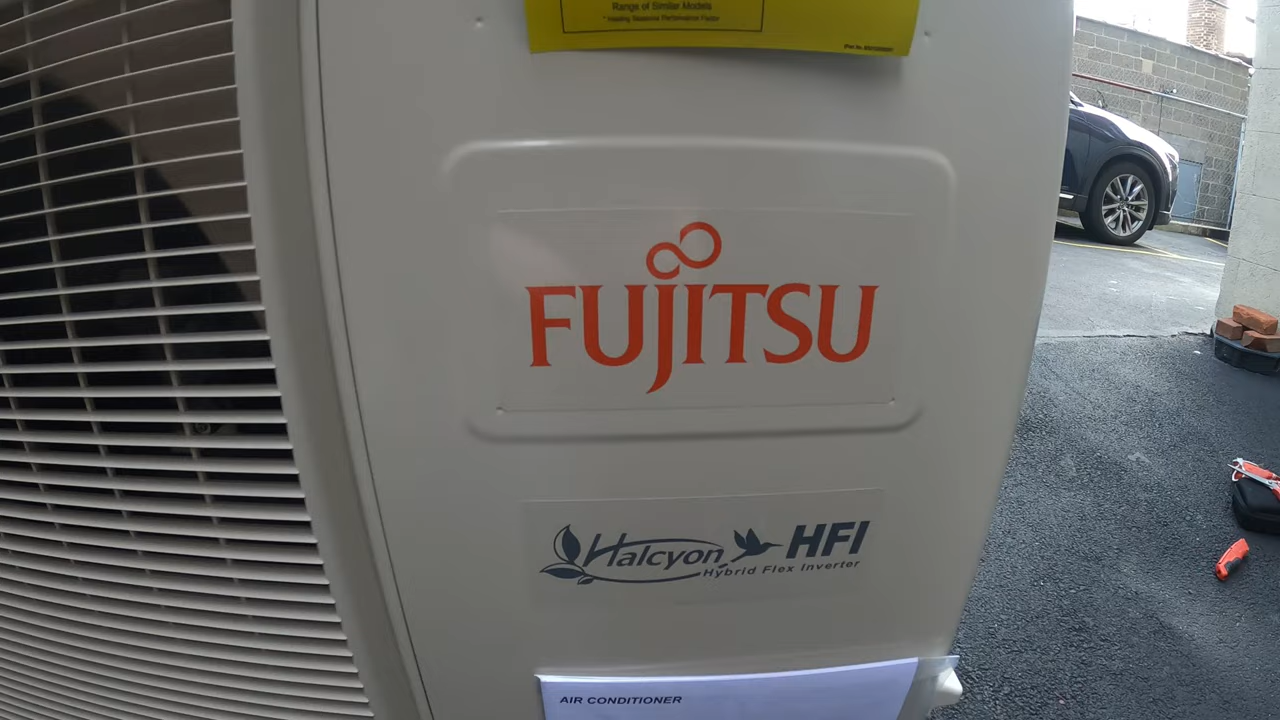 Range of Similar Models
* Heating Seasonal Performance Factor
FUJITSU
Halcyon HFI
Hybrid Flex Inverter
AIR CONDITIONER